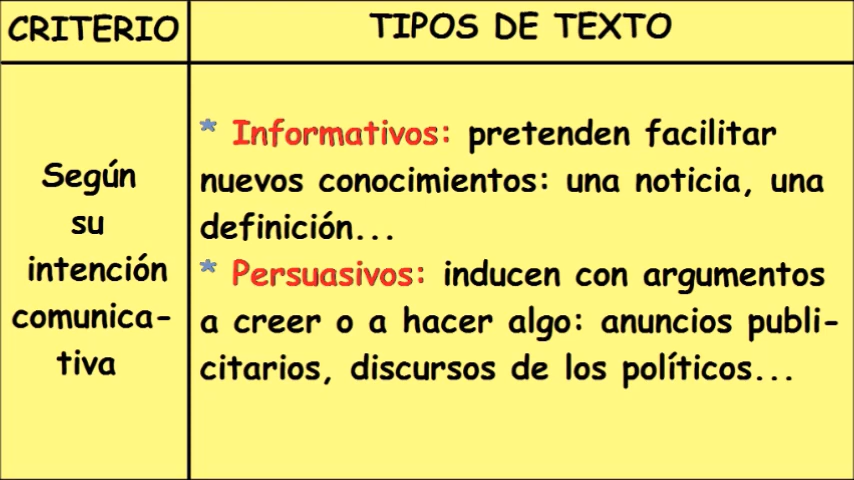 CRITERIO
TIPOS DE TEXTO
Según
su
intención
comunica-
tiva
* Informativos: pretenden facilitar
nuevos conocimientos: una noticia, una
definición...
* Persuasivos: inducen con argumentos
a creer o a hacer algo: anuncios publi-
citarios, discursos de los políticos...